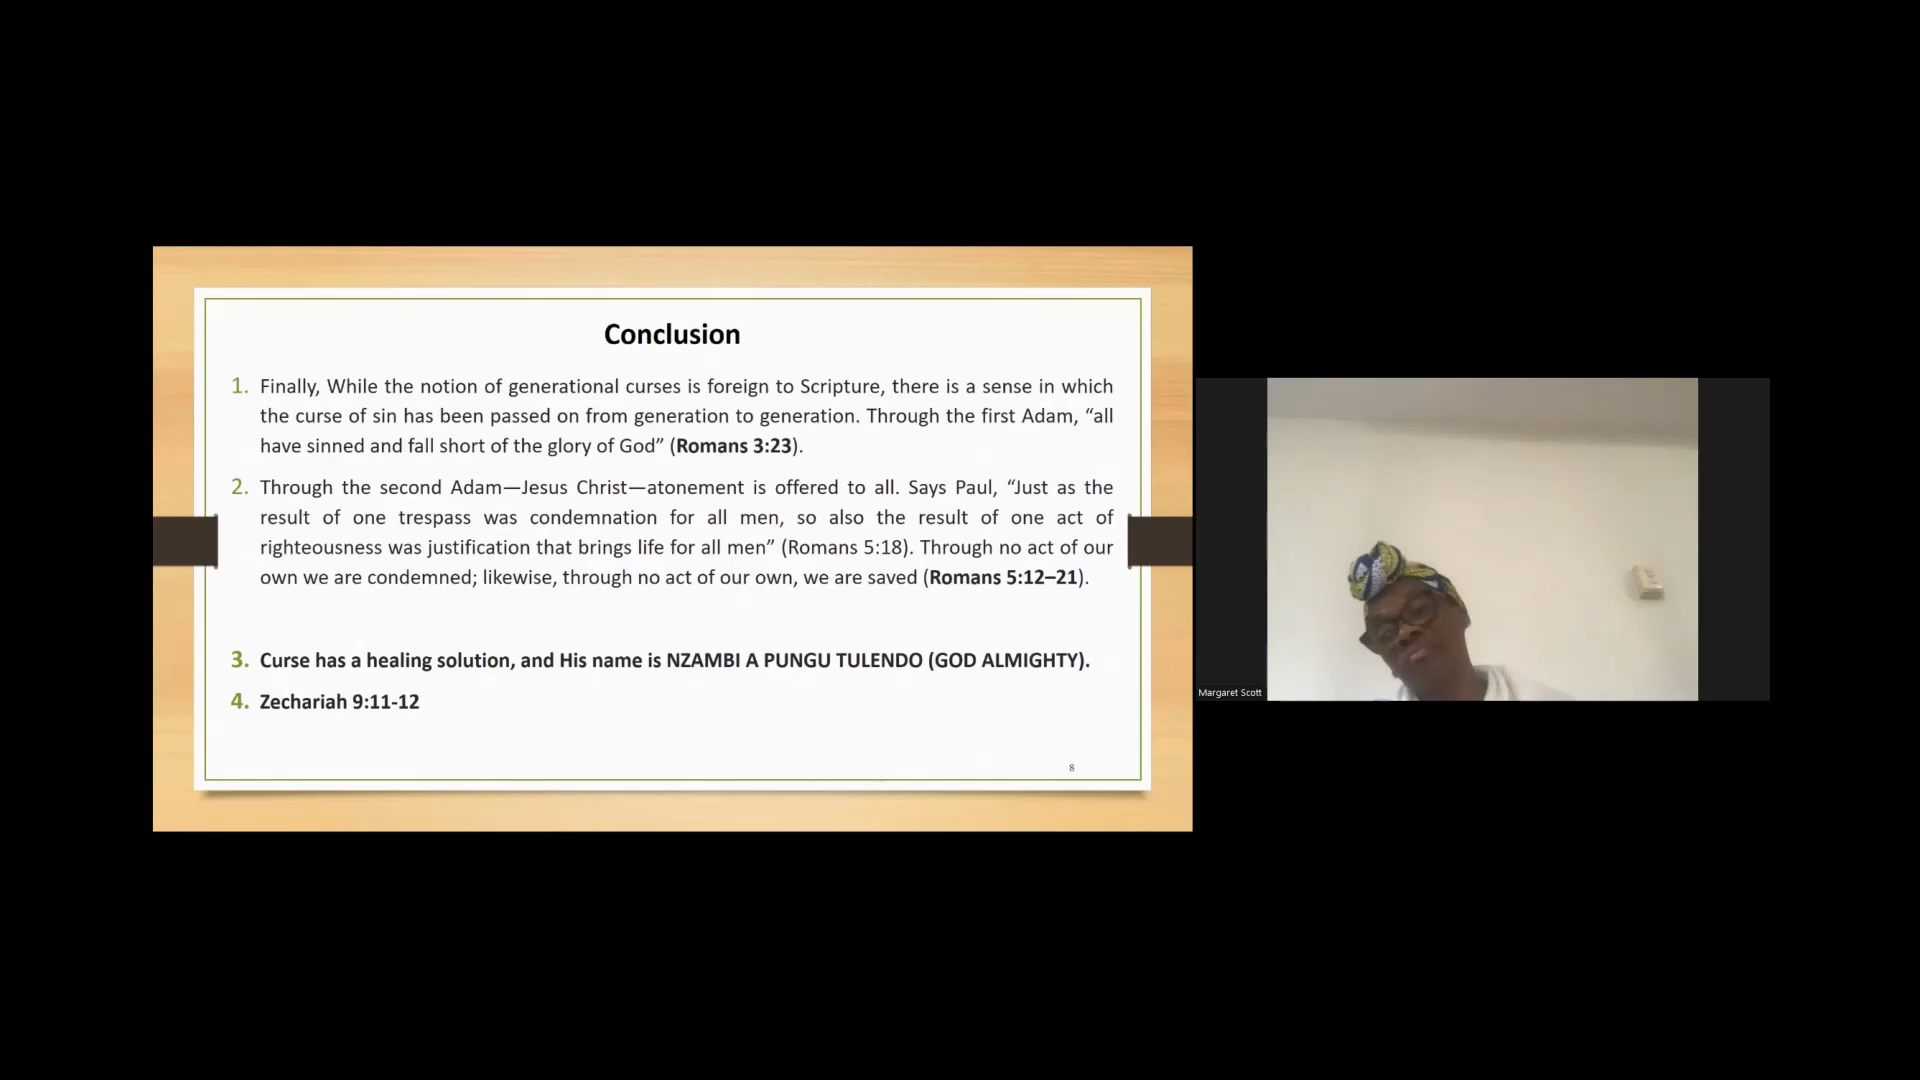 Conclusion
1. Finally, While the notion of generational curses is foreign to Scripture, there is a sense in which
the curse of sin has been passed on from generation to generation. Through the first Adam, “all
have sinned and fall short of the glory of God” (Romans 3:23).
2. Through the second Adam—Jesus Christ—atonement is offered to all. Says Paul, “Just as the
result of one trespass was condemnation for all men, so also the result of one act of
righteousness was justification that brings life for all men” (Romans 5:18). Through no act of our
own we are condemned; likewise, through no act of our own, we are saved (Romans 5:12–21).
3. Curse has a healing solution, and His name is NZAMBI A PUNGU TULENDO (GOD ALMIGHTY).
4. Zechariah 9:11-12
8
Margaret Scott